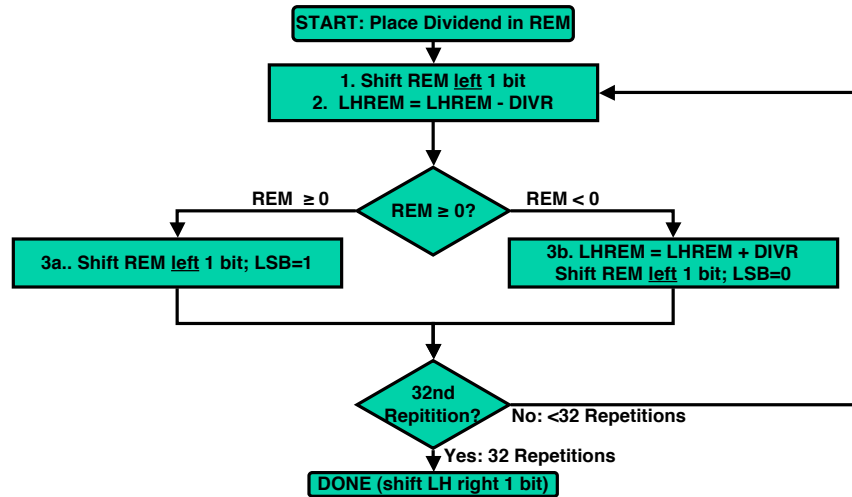 START: Place Dividend in REM
1. Shift REM left 1 bit
2. LHREM = LHREM - DIVR
REM ≥ 0
REM ≥ 0?
REM < 0
3a.. Shift REM left 1 bit; LSB=1
3b. LHREM = LHREM + DIVR
Shift REM left 1 bit; LSB=0
32nd
Repitition?
No: <32 Repetitions
Yes: 32 Repetitions
DONE (shift LH right 1 bit)